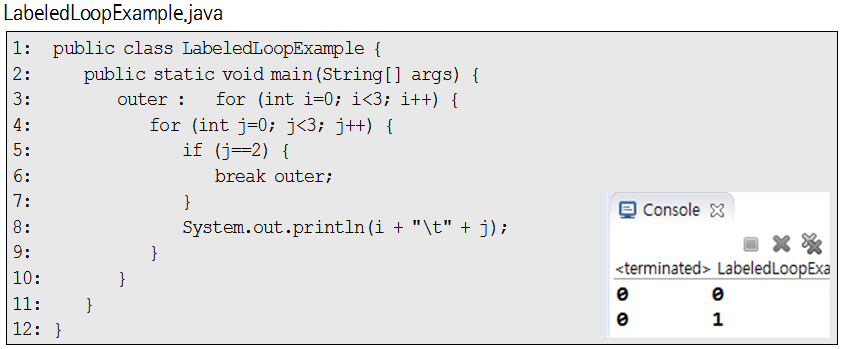 LabeledLoopExample.java
1: public class LabeledLoopExample {
2: public static void main(String[] args) {
3: outer : for (int i=0; i<3; i++) {
4: for (int j=0; j<3; j++) {
5: if (j==2) {
6: break outer;
7: }
8: System.out.println(i + "\t" + j);
9: }
10: }
11: }
12: }
Console
<terminated> LabeledLoopExa
0 0
0 1